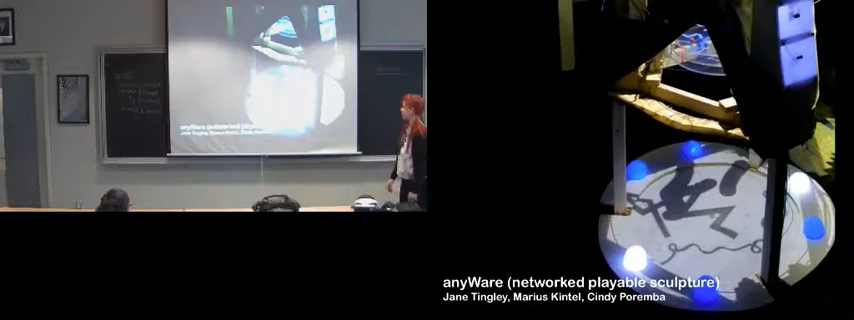 anyWare (networked playable sculpture)
Jane Tingley, Marius Kintel, Cindy Poremba